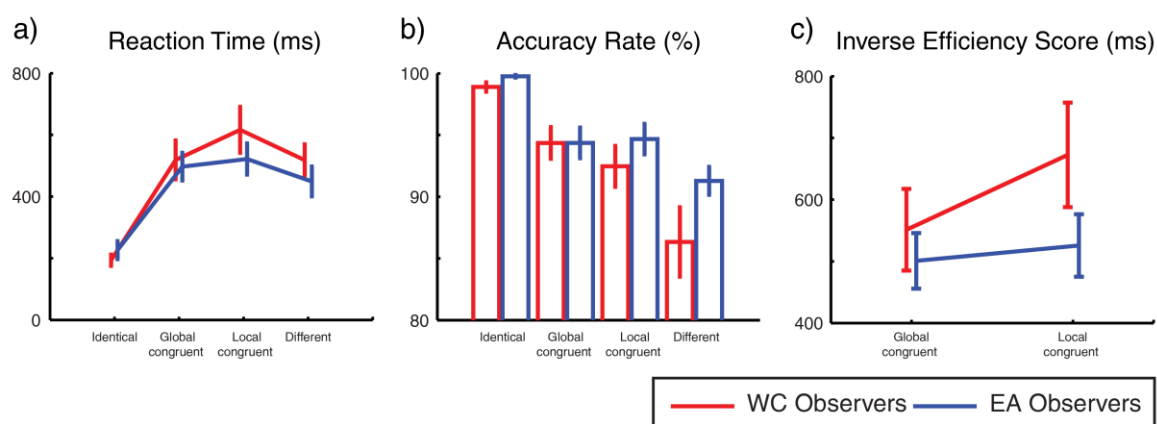 a) Reaction Time (ms)
800
400
0
Identical
Global congruent
Local congruent
Different
b) Accuracy Rate (%)
100
90
80
Identical
Global congruent
Local congruent
Different
c) Inverse Efficiency Score (ms)
800
600
400
Global congruent
Local congruent
WC Observers EA Observers